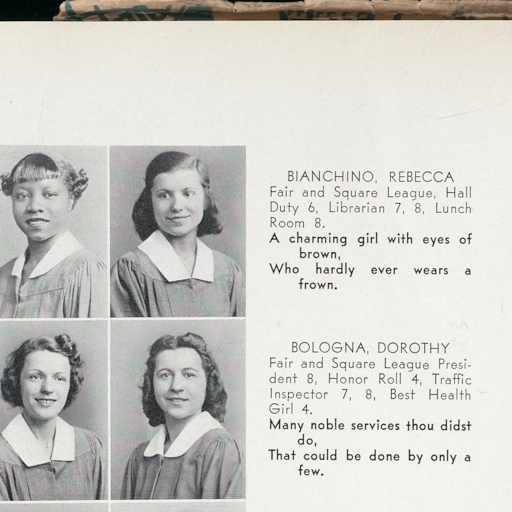 BIANCHINO, REBECCA
Fair and Square League, Hall
Duty 6, Librarian 7, 8, Lunch
Room 8.
A charming girl with eyes of
brown,
Who hardly ever wears a
frown.
BOLOGNA, DOROTHY
Fair and Square League Presi-
dent 8, Honor Roll 4, Traffic
Inspector 7, 8, Best Health
Girl 4.
Many noble services thou didst
do,
That could be done by only a
few.